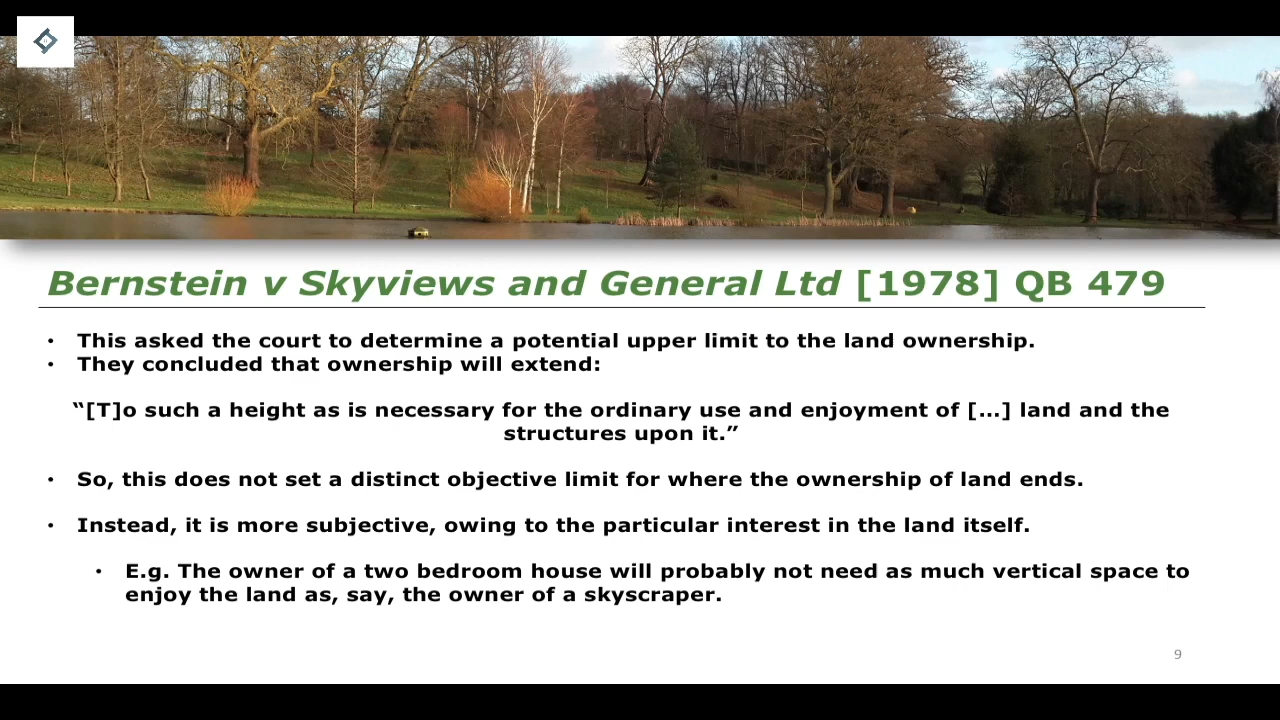 Bernstein v Skyviews and General Ltd [1978] QB 479
• This asked the court to determine a potential upper limit to the land ownership.
• They concluded that ownership will extend:
“[T]o such a height as is necessary for the ordinary use and enjoyment of [...] land and the
structures upon it.”
• So, this does not set a distinct objective limit for where the ownership of land ends.
• Instead, it is more subjective, owing to the particular interest in the land itself.
• E.g. The owner of a two bedroom house will probably not need as much vertical space to
enjoy the land as, say, the owner of a skyscraper.
9